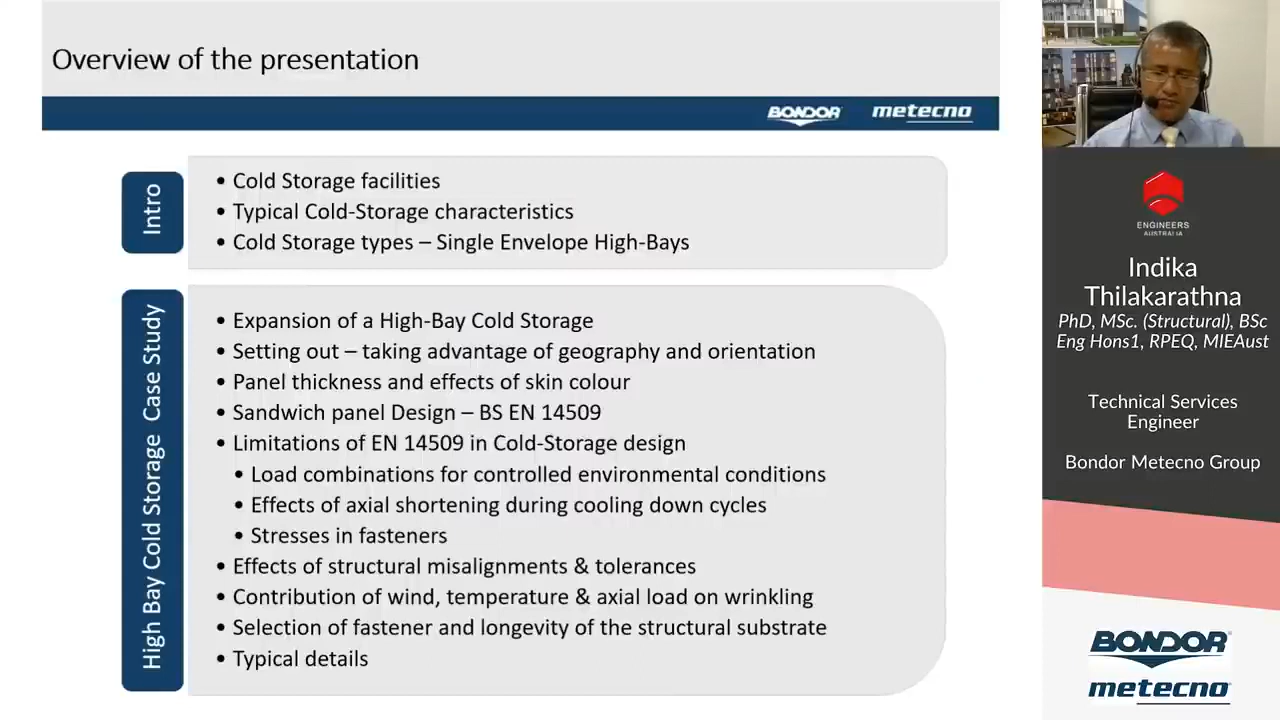 Overview of the presentation
BONDOR metecno
Intro
• Cold Storage facilities
• Typical Cold-Storage characteristics
• Cold Storage types – Single Envelope High-Bays
High Bay Cold Storage Case Study
• Expansion of a High-Bay Cold Storage
• Setting out – taking advantage of geography and orientation
• Panel thickness and effects of skin colour
• Sandwich panel Design – BS EN 14509
• Limitations of EN 14509 in Cold-Storage design
• Load combinations for controlled environmental conditions
• Effects of axial shortening during cooling down cycles
• Stresses in fasteners
• Effects of structural misalignments & tolerances
• Contribution of wind, temperature & axial load on wrinkling
• Selection of fastener and longevity of the structural substrate
• Typical details
ENGINEERS
AUSTRALIA
Indika
Thilakarathna
PhD, MSc. (Structural), BSc
Eng Hons1, RPEQ, MIEAust
Technical Services
Engineer
Bondor Metecno Group
BONDOR
metecno